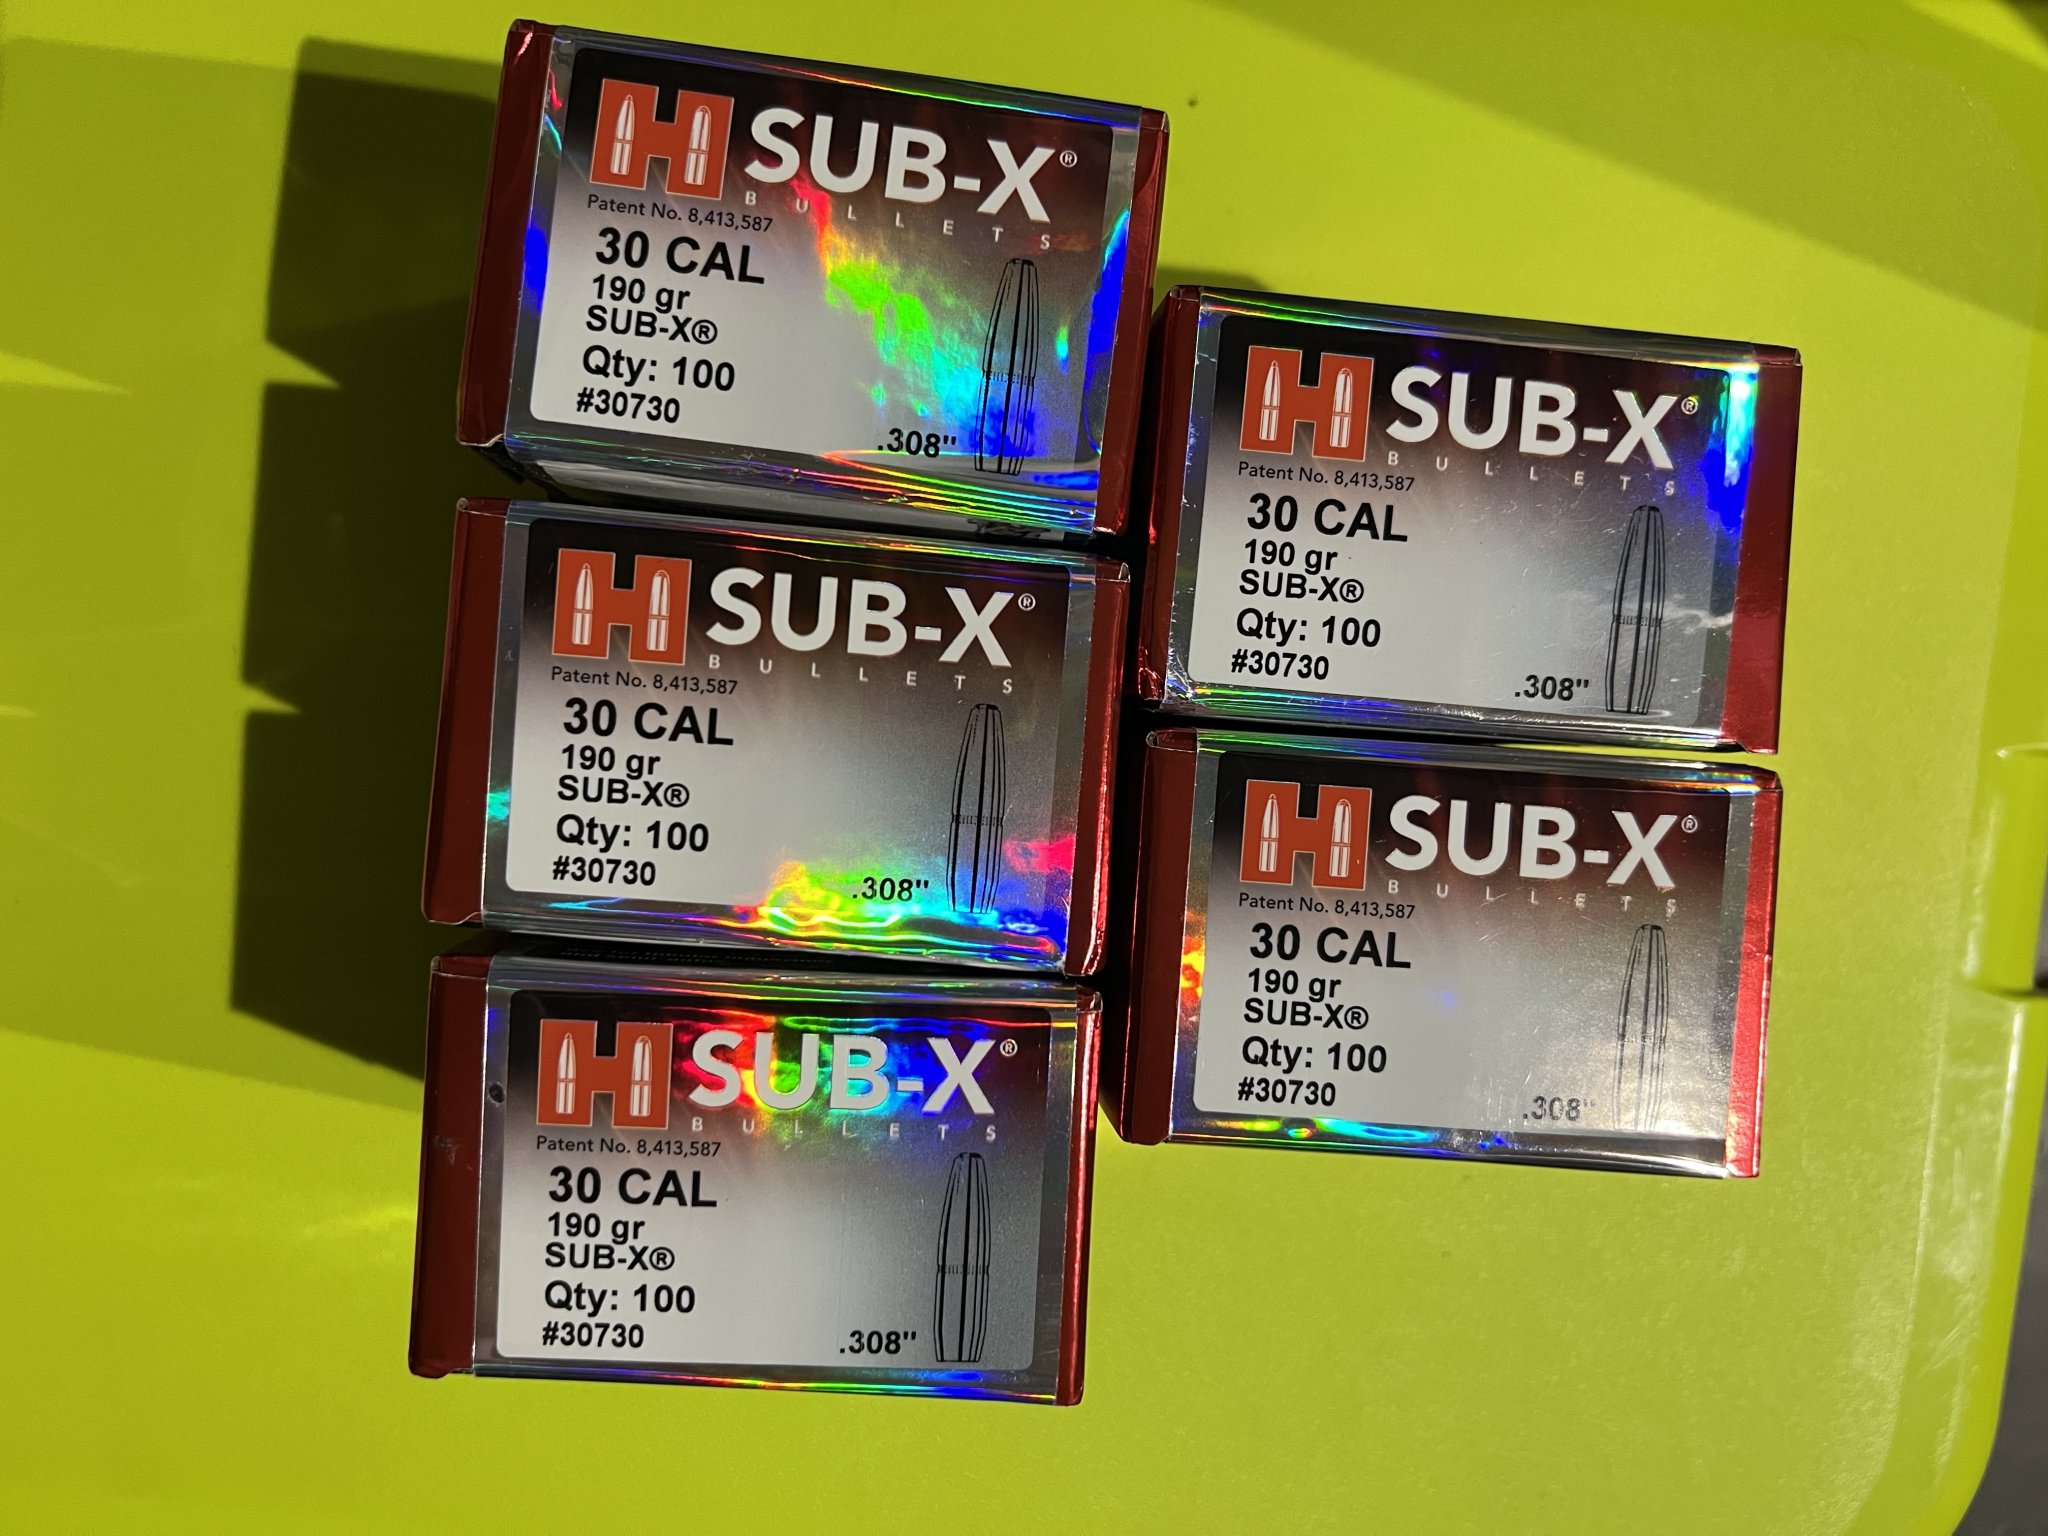 H SUB-X®
BULLETS
Patent No. 8,413,587
30 CAL
190 gr
SUB-X®
Qty: 100
#30730
.308"
H SUB-X®
BULLETS
Patent No. 8,413,587
30 CAL
190 gr
SUB-X®
Qty: 100
#30730
.308"
H SUB-X®
BULLETS
Patent No. 8,413,587
30 CAL
190 gr
SUB-X®
Qty: 100
#30730
.308"
H SUB-X®
BULLETS
Patent No. 8,413,587
30 CAL
190 gr
SUB-X®
Qty: 100
#30730
.308"
H SUB-X®
BULLETS
Patent No. 8,413,587
30 CAL
190 gr
SUB-X®
Qty: 100
#30730
.308"